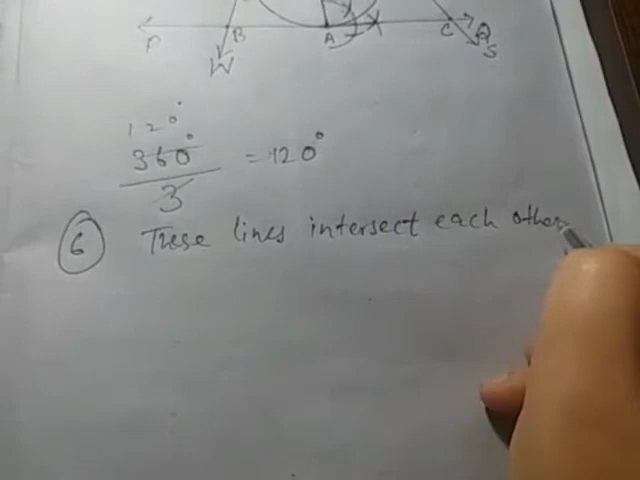 P B A C Q
W S
120°
360° = 120°
3
6 These lines intersect each other